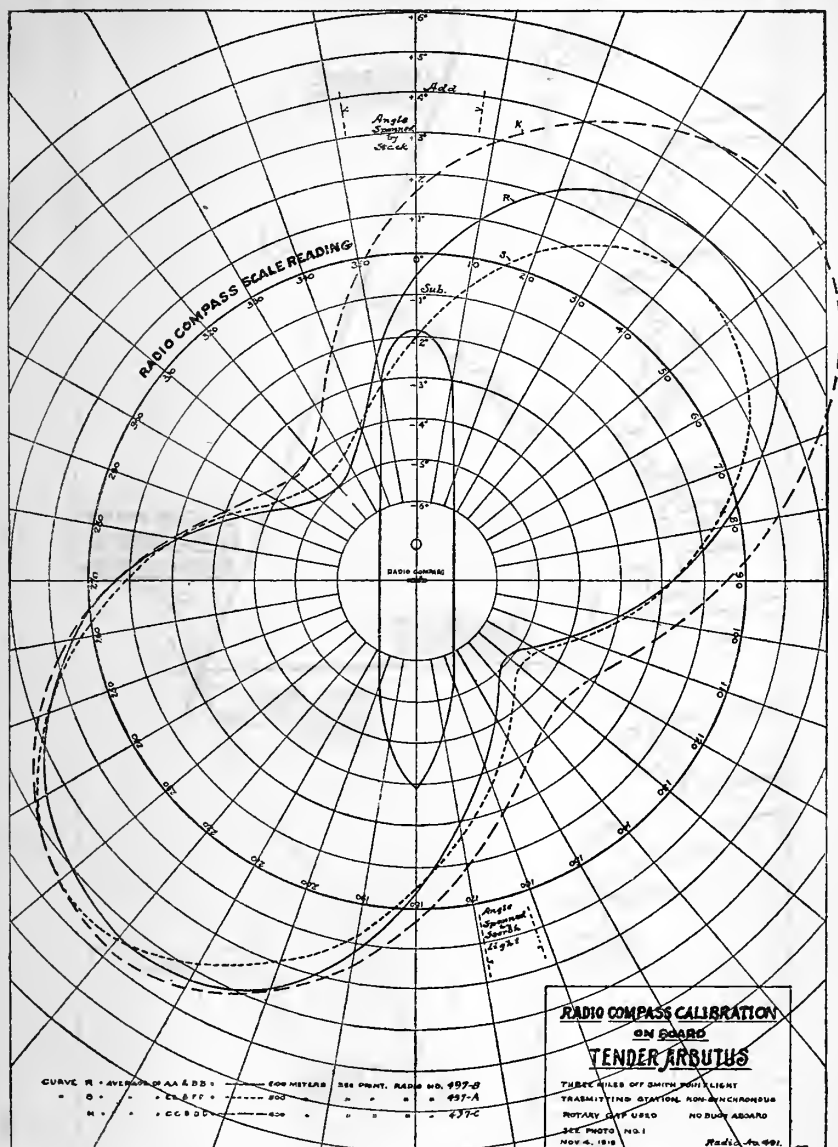 +6°
+5°
+4°
+3°
+2°
+1°
0°
-1°
-2°
-3°
-4°
-5°
-6°
Add
Angle
Spanned
by
Stack
K
R
S
Sub.
RADIO COMPASS SCALE READING
350
340
330
320
310
300
290
280
270
10
20
30
40
50
60
70
80
90
100
110
120
130
140
150
160
170
180
190
200
210
220
230
240
250
260
RADIO COMPASS
Angle
Spanned
by
Search
light
CURVE R = AVERAGE OF AA & BB = 600 METERS SEE PRINT. RADIO NO. 497-B
497-A
497-C
RADIO COMPASS CALIBRATION
ON BOARD
TENDER ARBUTUS
THREE MILES OFF SMITH POINT LIGHT
TRASMITTING STATION NON-SYNCHRONOUS
ROTARY GAP USED NO BUOY ABOARD
SEE PHOTO NO.1
NOV 4, 1918
Radio No 491.